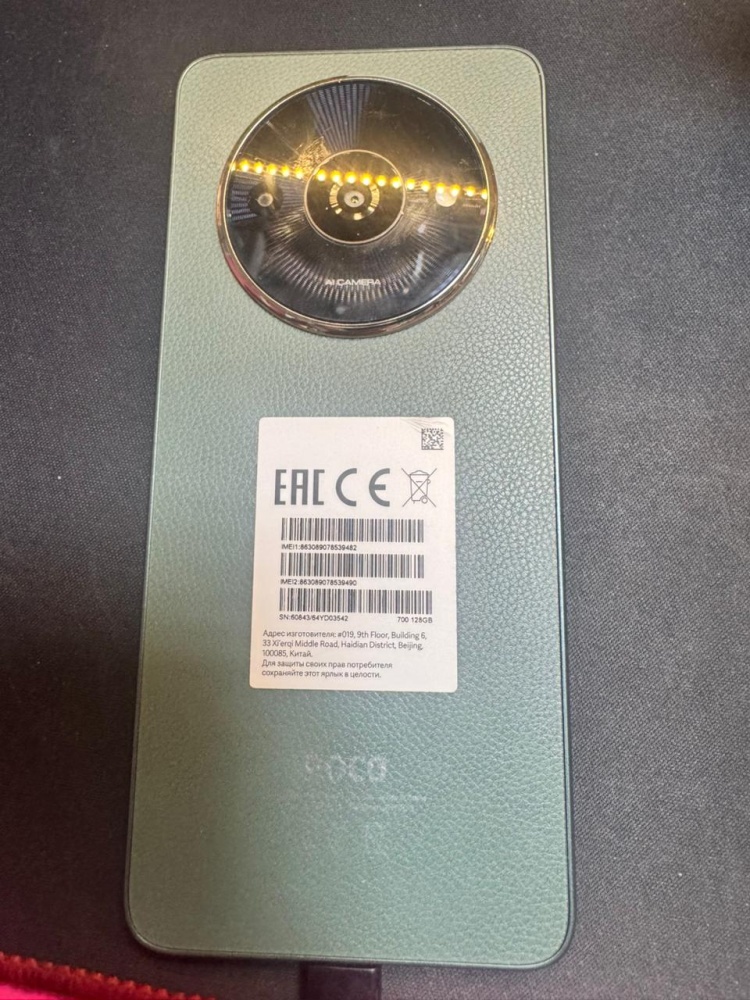 AI CAMERA
EAC CE
IMEI1:863089078539482
IMEI2:863089078539490
SN:60843/64YD03542 700 128GB
Адрес изготовителя: #019, 9th Floor, Building 6,
33 Xi'erqi Middle Road, Haidian District, Beijing,
100085, Китай.
Для защиты своих прав потребителя
сохраняйте этот ярлык в целости.
POCO